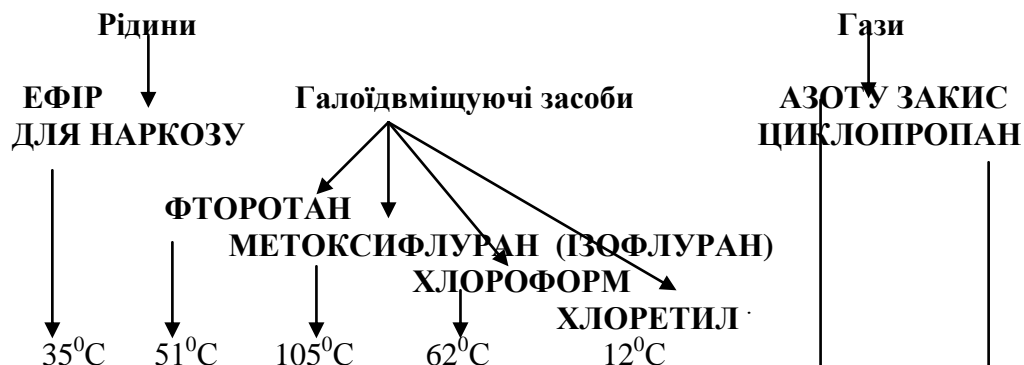 Рідини Гази
ЕФІР Галоїдвміщуючі засоби АЗОТУ ЗАКИС
ДЛЯ НАРКОЗУ ЦИКЛОПРОПАН
ФТОРОТАН
МЕТОКСИФЛУРАН (ІЗОФЛУРАН)
ХЛОРОФОРМ
ХЛОРЕТИЛ
35⁰С 51⁰С 105⁰С 62⁰С 12⁰С